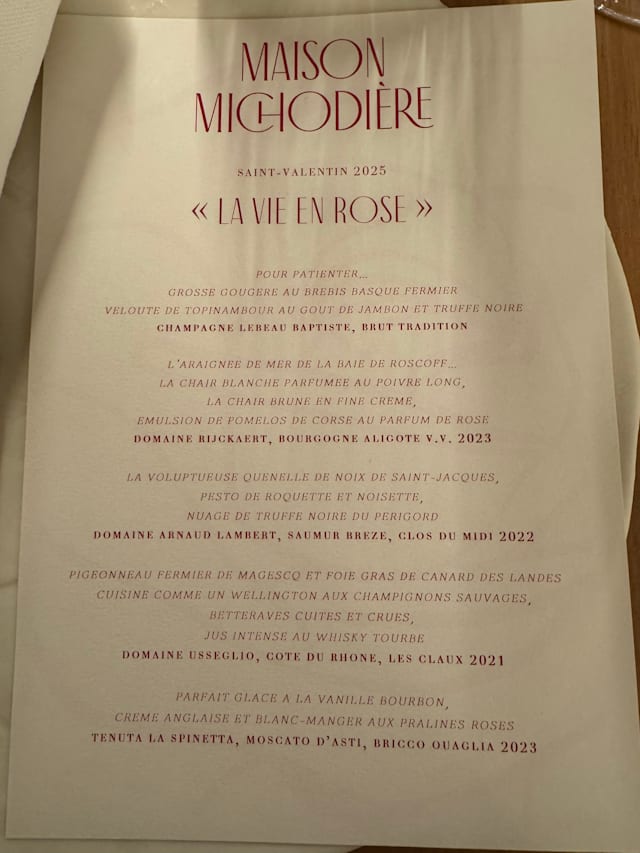 MAISON
MICHODIÈRE
SAINT-VALENTIN 2025
« LA VIE EN ROSE »
POUR PATIENTER...
GROSSE GOUGERE AU BREBIS BASQUE FERMIER
VELOUTE DE TOPINAMBOUR AU GOUT DE JAMBON ET TRUFFE NOIRE
CHAMPAGNE LEBEAU BAPTISTE, BRUT TRADITION
L'ARAIGNEE DE MER DE LA BAIE DE ROSCOFF...
LA CHAIR BLANCHE PARFUMEE AU POIVRE LONG,
LA CHAIR BRUNE EN FINE CREME,
EMULSION DE POMELOS DE CORSE AU PARFUM DE ROSE
DOMAINE RIJCKAERT, BOURGOGNE ALIGOTE V.V. 2023
LA VOLUPTUEUSE QUENELLE DE NOIX DE SAINT-JACQUES,
PESTO DE ROQUETTE ET NOISETTE,
NUAGE DE TRUFFE NOIRE DU PERIGORD
DOMAINE ARNAUD LAMBERT, SAUMUR BREZE, CLOS DU MIDI 2022
PIGEONNEAU FERMIER DE MAGESCQ ET FOIE GRAS DE CANARD DES LANDES
CUISINE COMME UN WELLINGTON AUX CHAMPIGNONS SAUVAGES,
BETTERAVES CUITES ET CRUES,
JUS INTENSE AU WHISKY TOURBE
DOMAINE USSEGLIO, COTE DU RHONE, LES CLAUX 2021
PARFAIT GLACE A LA VANILLE BOURBON,
CREME ANGLAISE ET BLANC-MANGER AUX PRALINES ROSES
TENUTA LA SPINETTA, MOSCATO D'ASTI, BRICCO QUAGLIA 2023